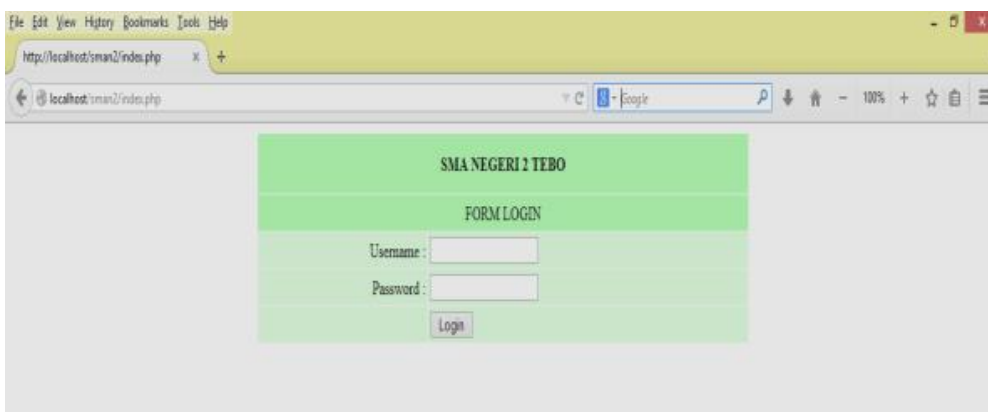 File Edit View History Bookmarks Tools Help
http://localhost/sman2/index.php × +
localhost/sman2/index.php Google 100%
SMA NEGERI 2 TEBO
FORM LOGIN
Username :
Password :
Login